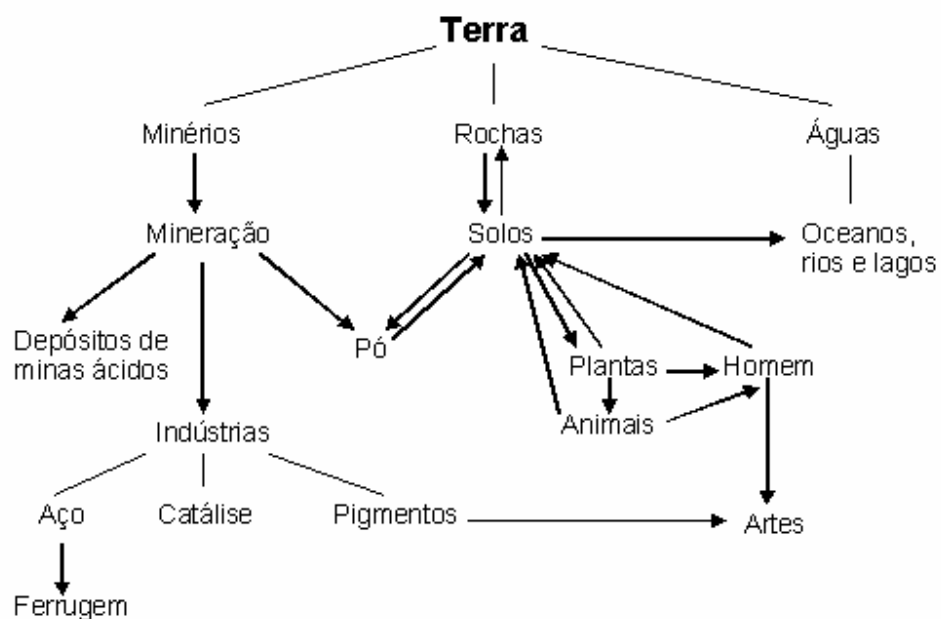 Terra
Minérios
Rochas
Águas
Mineração
Solos
Oceanos,
rios e lagos
Depósitos de
minas ácidos
Pó
Plantas
Homem
Animais
Indústrias
Aço
Catálise
Pigmentos
Artes
Ferrugem